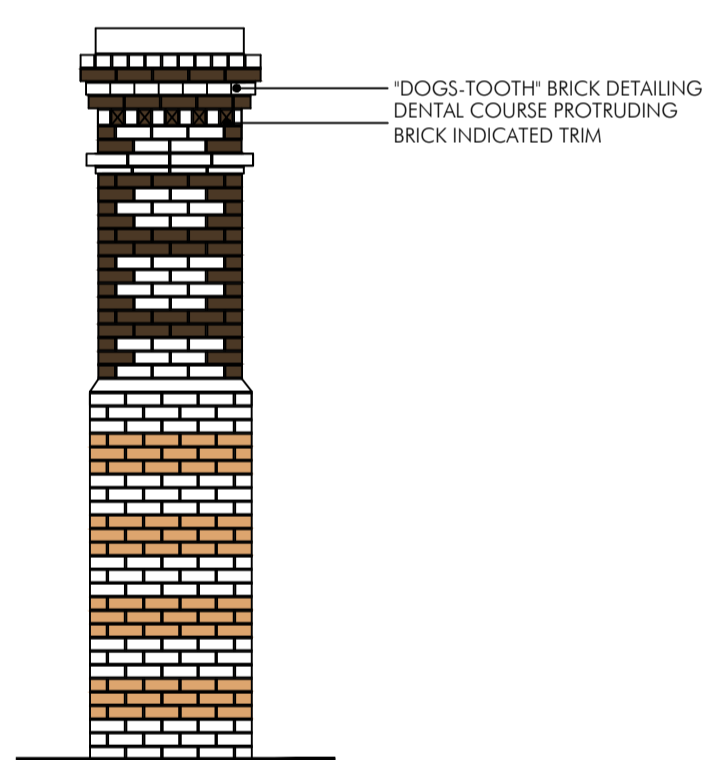 "DOGS-TOOTH" BRICK DETAILING
DENTAL COURSE PROTRUDING
BRICK INDICATED TRIM